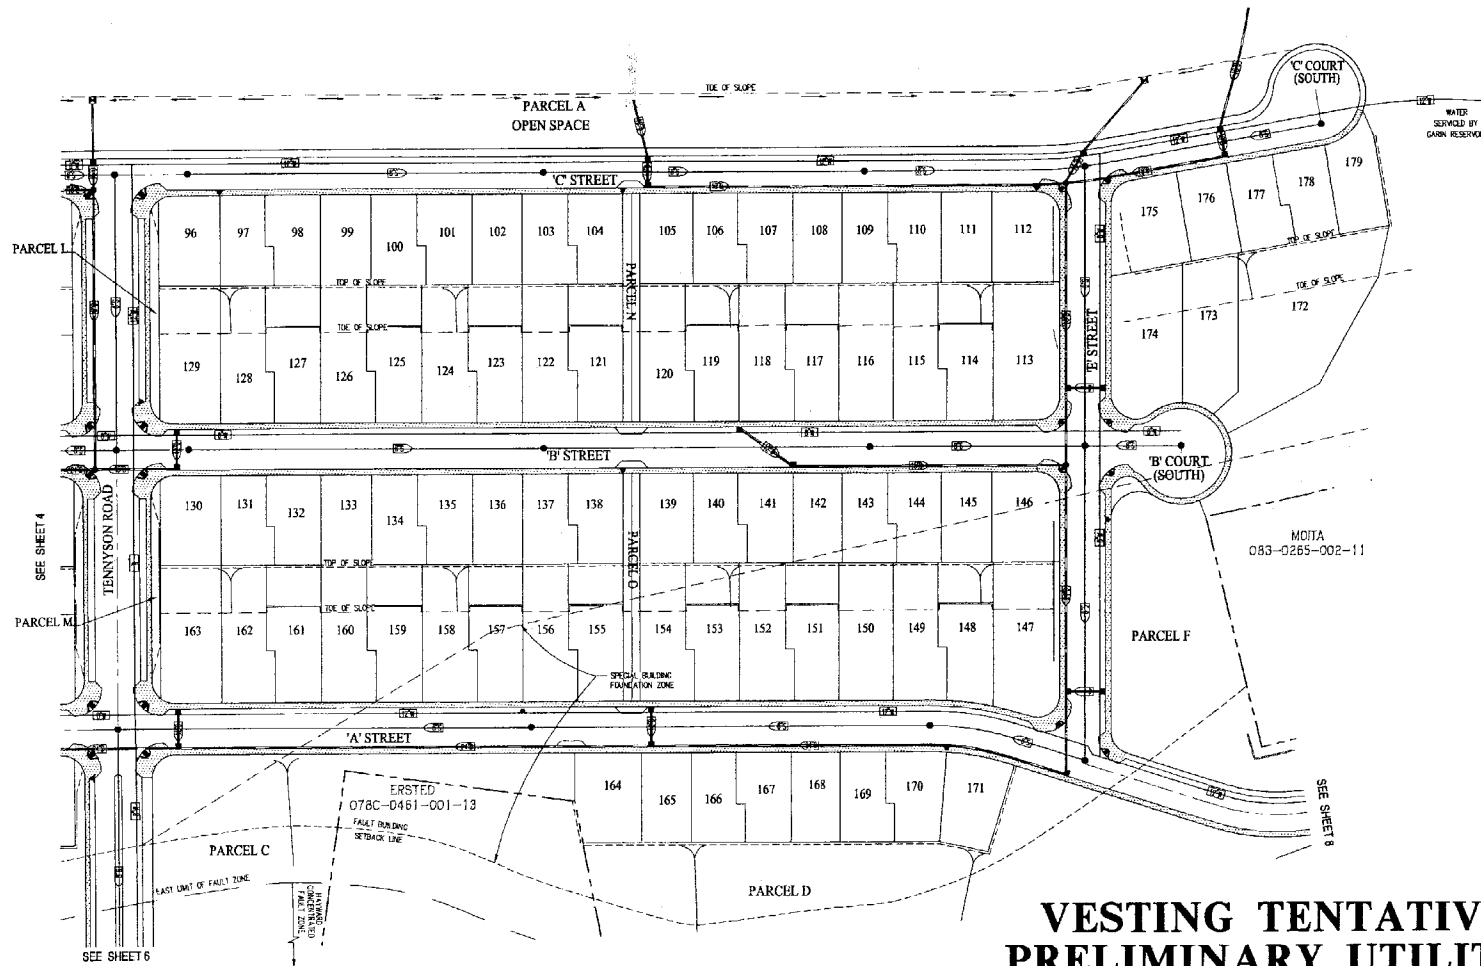 'C' COURT
(SOUTH)
TOE OF SLOPE
PARCEL A
OPEN SPACE
WATER
SERVICED BY
GARIN RESERVO
'C' STREET
179
178
177
176
175
PARCEL L
96
97
98
99
100
101
102
103
104
PARCEL N
105
106
107
108
109
110
111
112
TOP OF SLOPE
TOE OF SLOPE
TOP OF SLOPE
TOE OF SLOPE
172
173
174
'E' STREET
129
128
127
126
125
124
123
122
121
120
119
118
117
116
115
114
113
'B' STREET
'B' COURT
(SOUTH)
TENNYSON ROAD
SEE SHEET 4
130
131
132
133
134
135
136
137
138
PARCEL O
139
140
141
142
143
144
145
146
MOITA
083-0265-002-11
TOP OF SLOPE
TOE OF SLOPE
PARCEL M
163
162
161
160
159
158
157
156
155
154
153
152
151
150
149
148
147
PARCEL F
SPECIAL BUILDING
FOUNDATION ZONE
'A' STREET
ERSTED
078C-0461-001-13
FAULT BUILDING
SETBACK LINE
164
165
166
167
168
169
170
171
SEE SHEET 8
PARCEL C
EAST LIMIT OF FAULT ZONE
HAYWARD
CONCENTRATED
FAULT ZONE
PARCEL D
SEE SHEET 6
VESTING TENTATIV
PRELIMINARY UTILIT